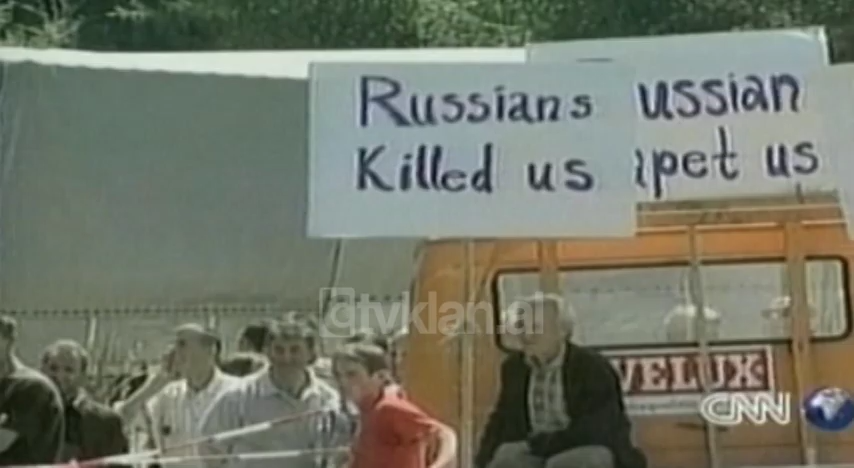 Russians
Killed us
ussian
apet us
tvklan.al
VELUX
CNN